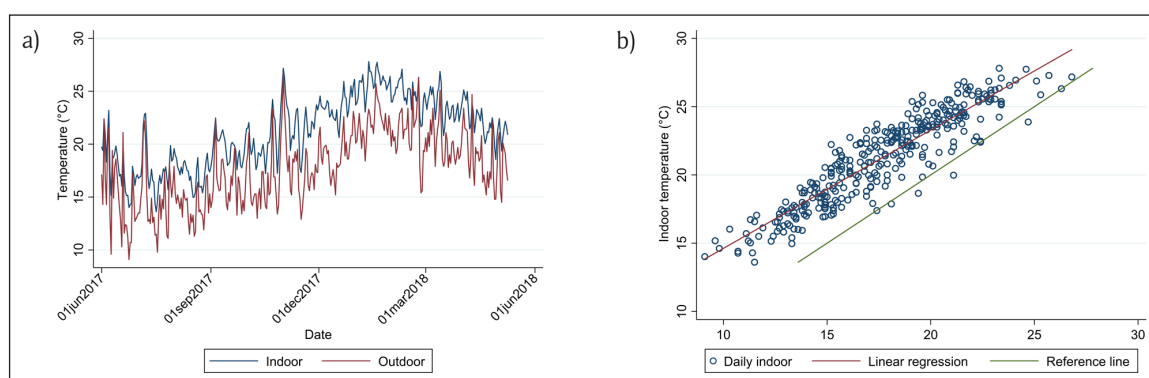 a)
30
25
20
15
10
Temperature (°C)
01jun2017
01sep2017
01dec2017
01mar2018
01jun2018
Date
Indoor
Outdoor
b)
30
25
20
15
10
Indoor temperature (°C)
10
15
20
25
30
Daily indoor
Linear regression
Reference line